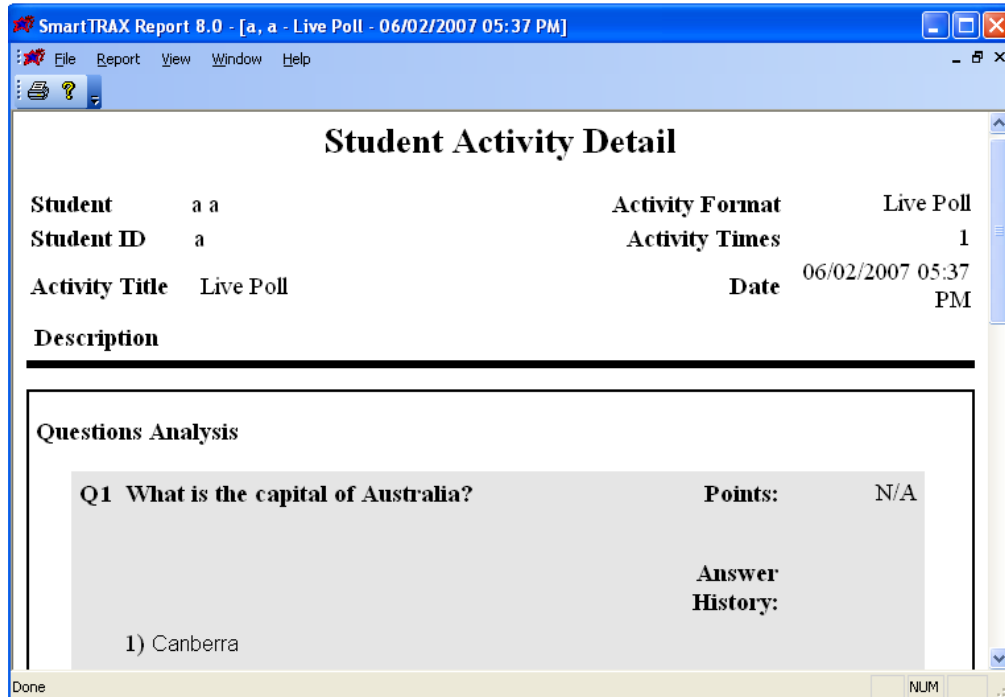 SmartTRAX Report 8.0 - [a, a - Live Poll - 06/02/2007 05:37 PM]
File Report View Window Help
Student Activity Detail
Student a a Activity Format Live Poll
Student ID a Activity Times 1
Activity Title Live Poll Date 06/02/2007 05:37
PM
Description
Questions Analysis
Q1 What is the capital of Australia? Points: N/A
Answer
History:
1) Canberra
Done NUM